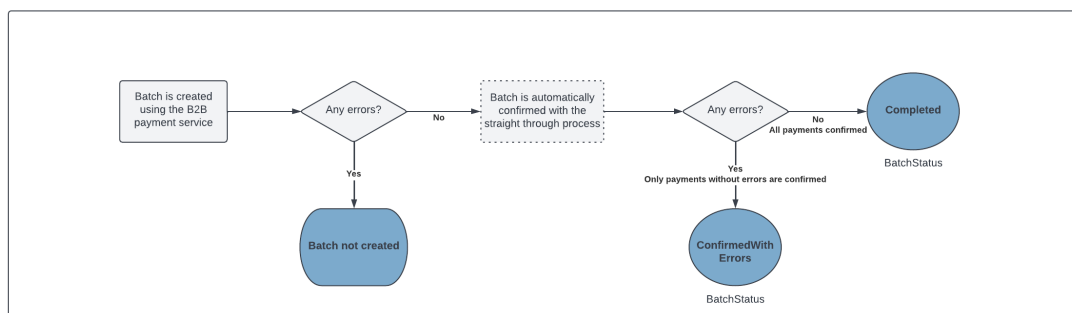 Batch is created
using the B2B
payment service
Any errors?
No
Batch is automatically
confirmed with the
straight through process
Any errors?
No
All payments confirmed
Completed
BatchStatus
Yes
Batch not created
Yes
Only payments without errors are confirmed
ConfirmedWith
Errors
BatchStatus